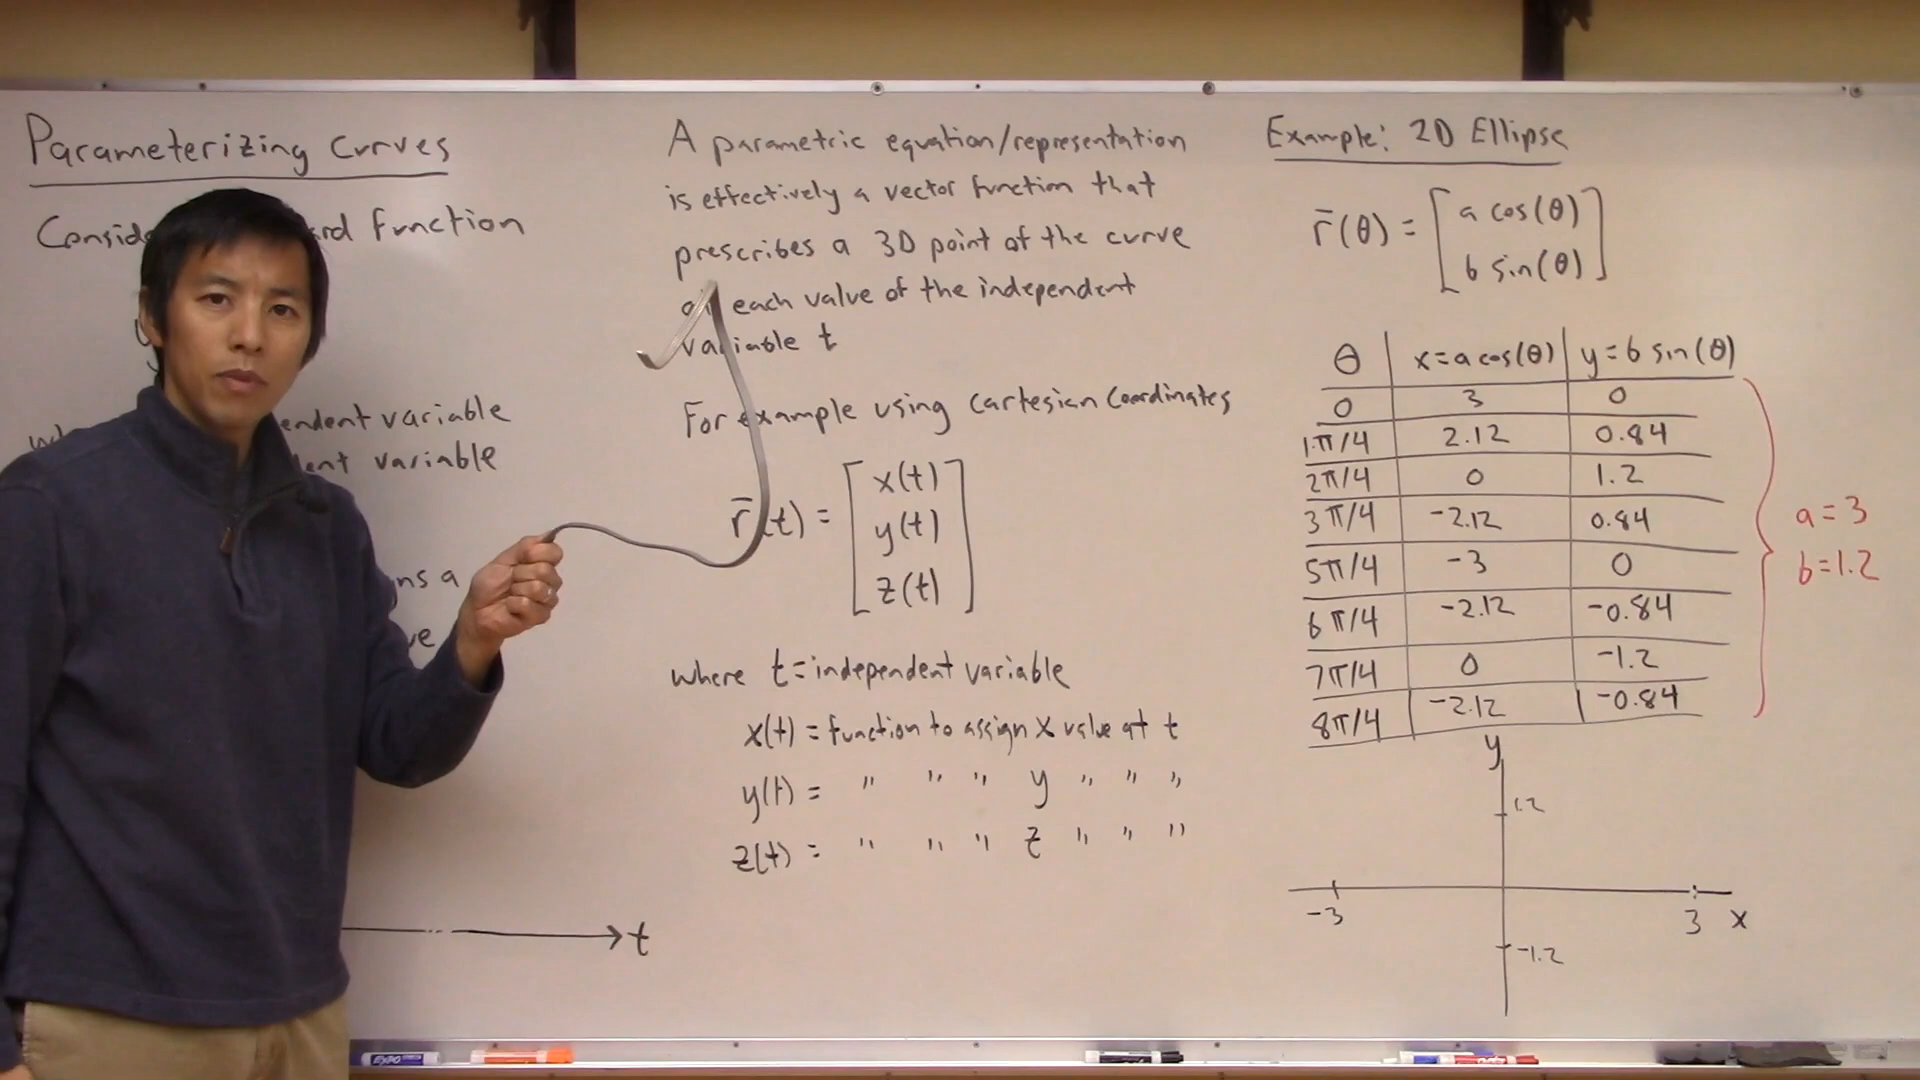 Parameterizing Curves
function
endent variable
variable
t
A parametric equation/representation
is effectively a vector function that
prescribes a 3D point of the curve
each value of the independent
variable t
For example using Cartesian Coordinates
r̄(t) = [x(t)
y(t)
z(t)]
where t = independent variable
x(t) = function to assign x value at t
y(t) = " " " y " " "
z(t) = " " " z " " "
Example: 2D Ellipse
r̄(θ) = [a cos(θ)
b sin(θ)]
θ x = a cos(θ) y = b sin(θ)
0 3 0
1π/4 2.12 0.84
2π/4 0 1.2
3π/4 -2.12 0.84
5π/4 -3 0
6π/4 -2.12 -0.84
7π/4 0 -1.2
8π/4 -2.12 -0.84
a = 3
b = 1.2
y
1.2
-3 3 x
-1.2
EXPO